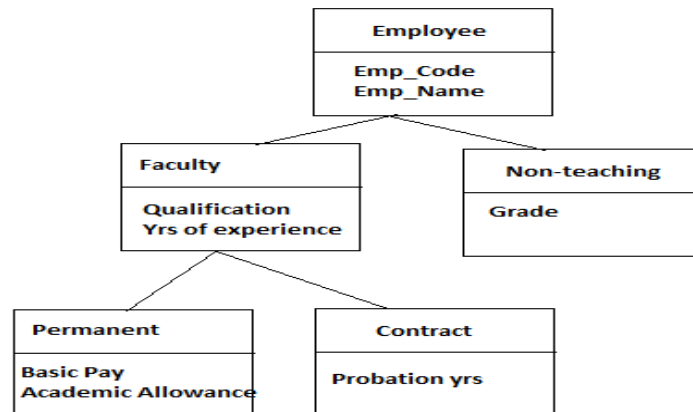 Employee
Emp_Code
Emp_Name
Faculty
Qualification
Yrs of experience
Non-teaching
Grade
Permanent
Basic Pay
Academic Allowance
Contract
Probation yrs